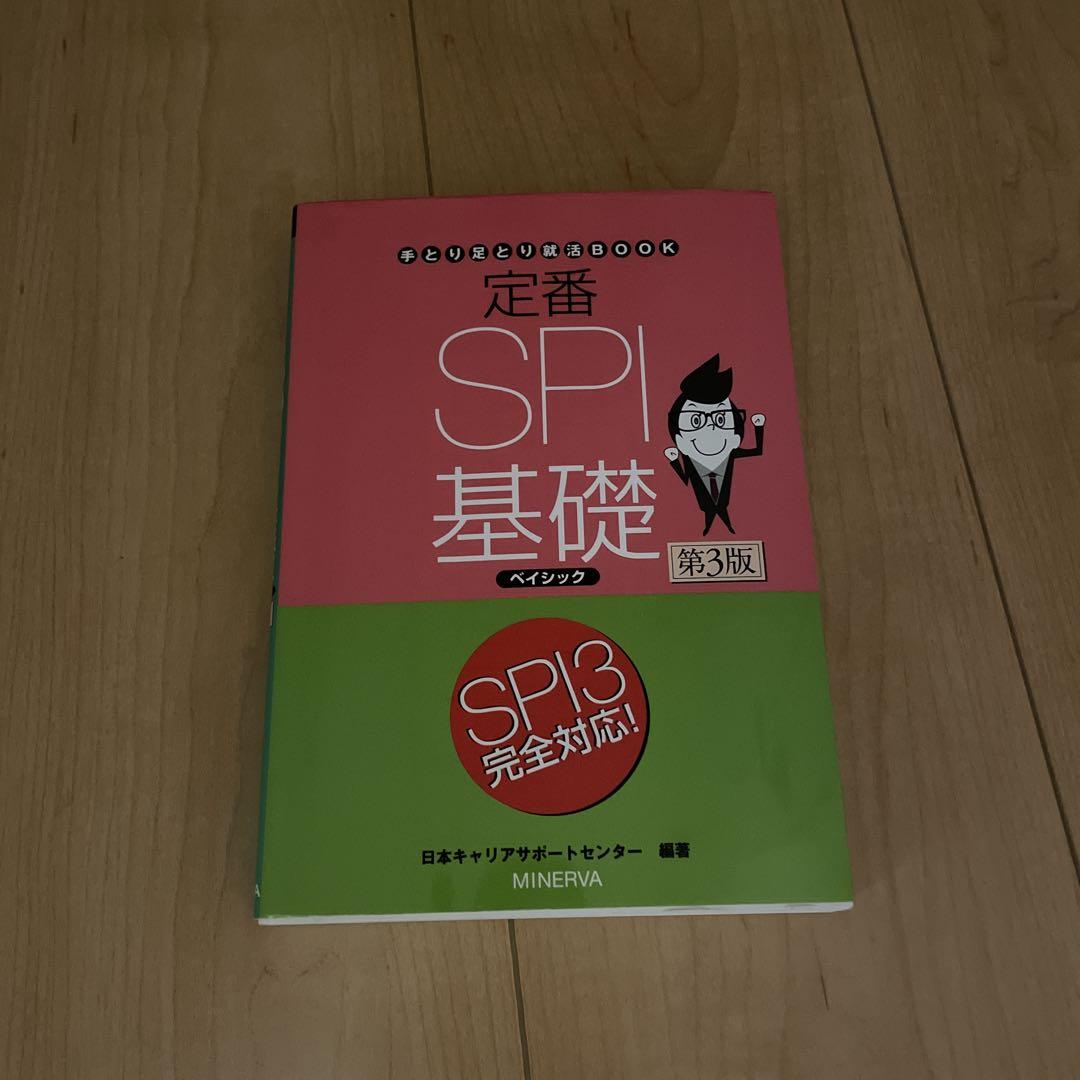 手とり足とり就活BOOK
定番
SPI
基礎
ベイシック
第3版
SPI3
完全対応!
日本キャリアサポートセンター 編著
MINERVA
A